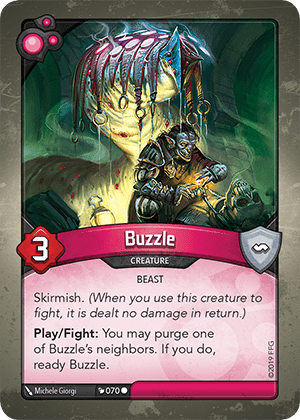 Buzzle
3
CREATURE
BEAST
Skirmish. (When you use this creature to
fight, it is dealt no damage in return.)
Play/Fight: You may purge one
of Buzzle's neighbors. If you do,
ready Buzzle.
Michele Giorgi
070
©2019 FFG